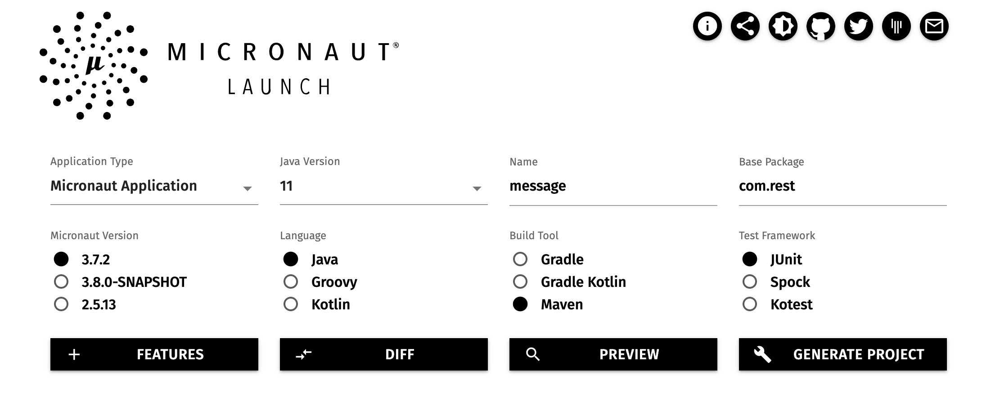 µ
MICRONAUT®
LAUNCH
Application Type
Micronaut Application
Java Version
11
Name
message
Base Package
com.rest
Micronaut Version
3.7.2
3.8.0-SNAPSHOT
2.5.13
Language
Java
Groovy
Kotlin
Build Tool
Gradle
Gradle Kotlin
Maven
Test Framework
JUnit
Spock
Kotest
FEATURES
DIFF
PREVIEW
GENERATE PROJECT